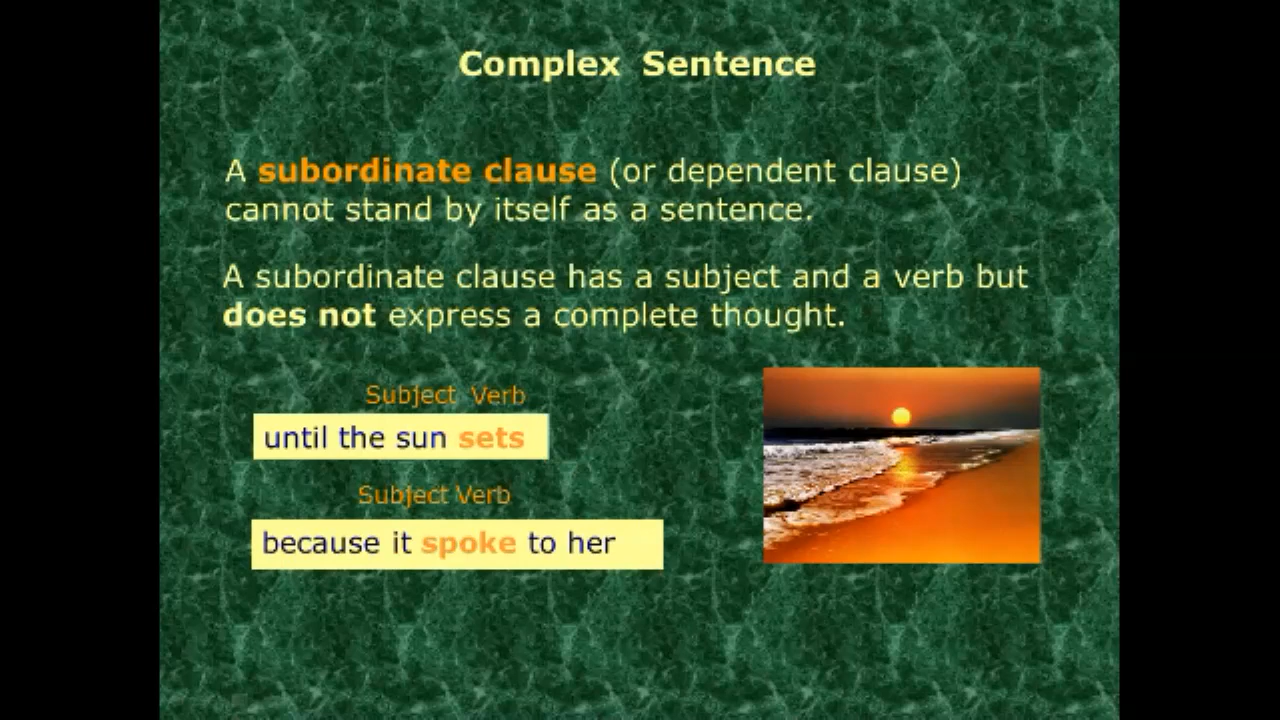 Complex Sentence
A subordinate clause (or dependent clause)
cannot stand by itself as a sentence.
A subordinate clause has a subject and a verb but
does not express a complete thought.
Subject Verb
until the sun sets
Subject Verb
because it spoke to her